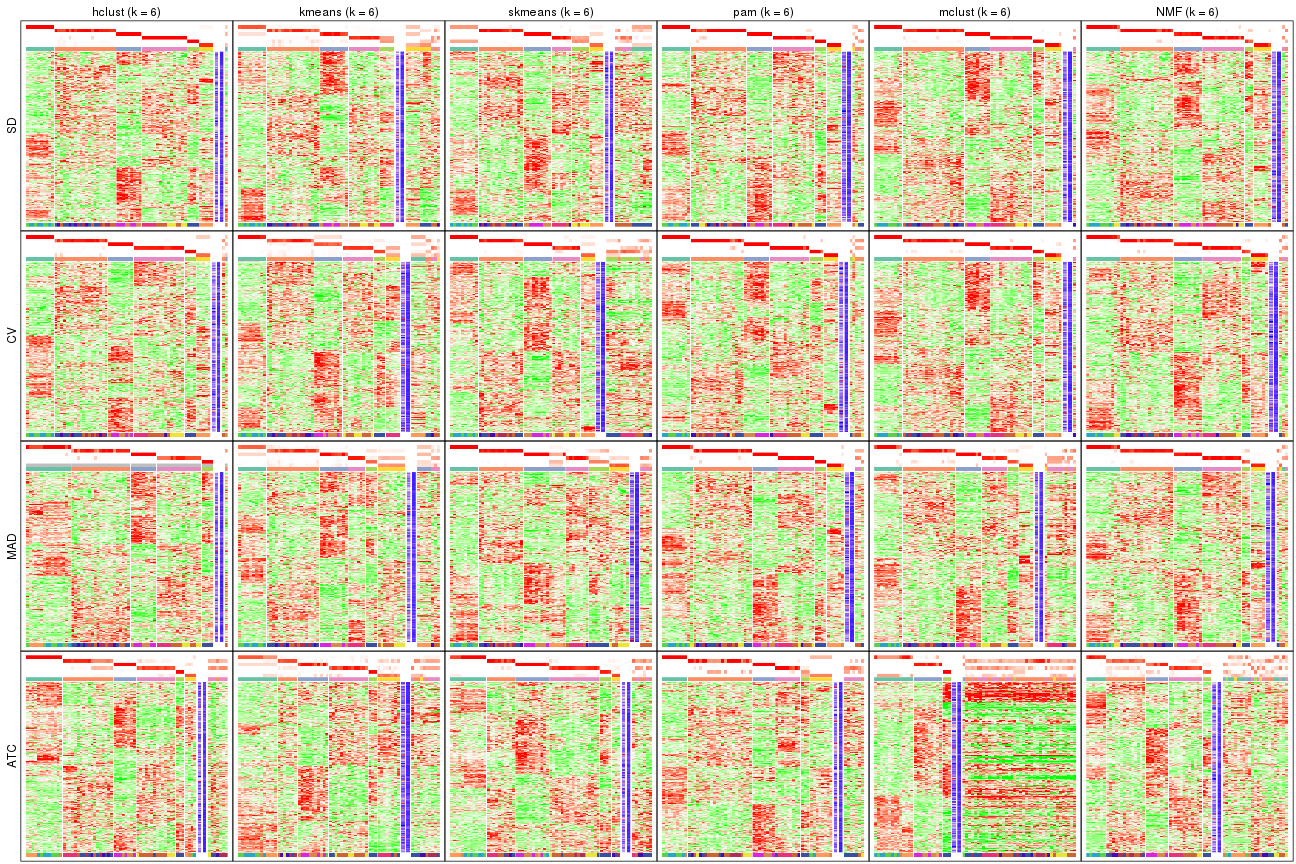 hclust (k = 6) kmeans (k = 6) skmeans (k = 6) pam (k = 6) mclust (k = 6) NMF (k = 6)
SD
CV
MAD
ATC